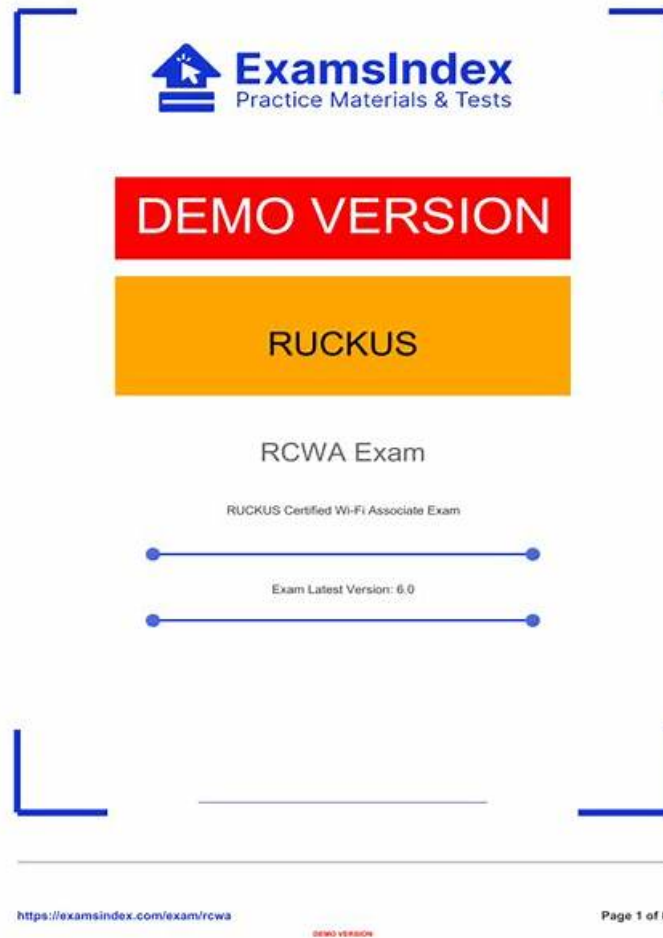 ExamsIndex
Practice Materials & Tests
DEMO VERSION
RUCKUS
RCWA Exam
RUCKUS Certified Wi-Fi Associate Exam
Exam Latest Version: 6.0
https://examsindex.com/exam/rcwa
Page 1 of
DEMO VERSION